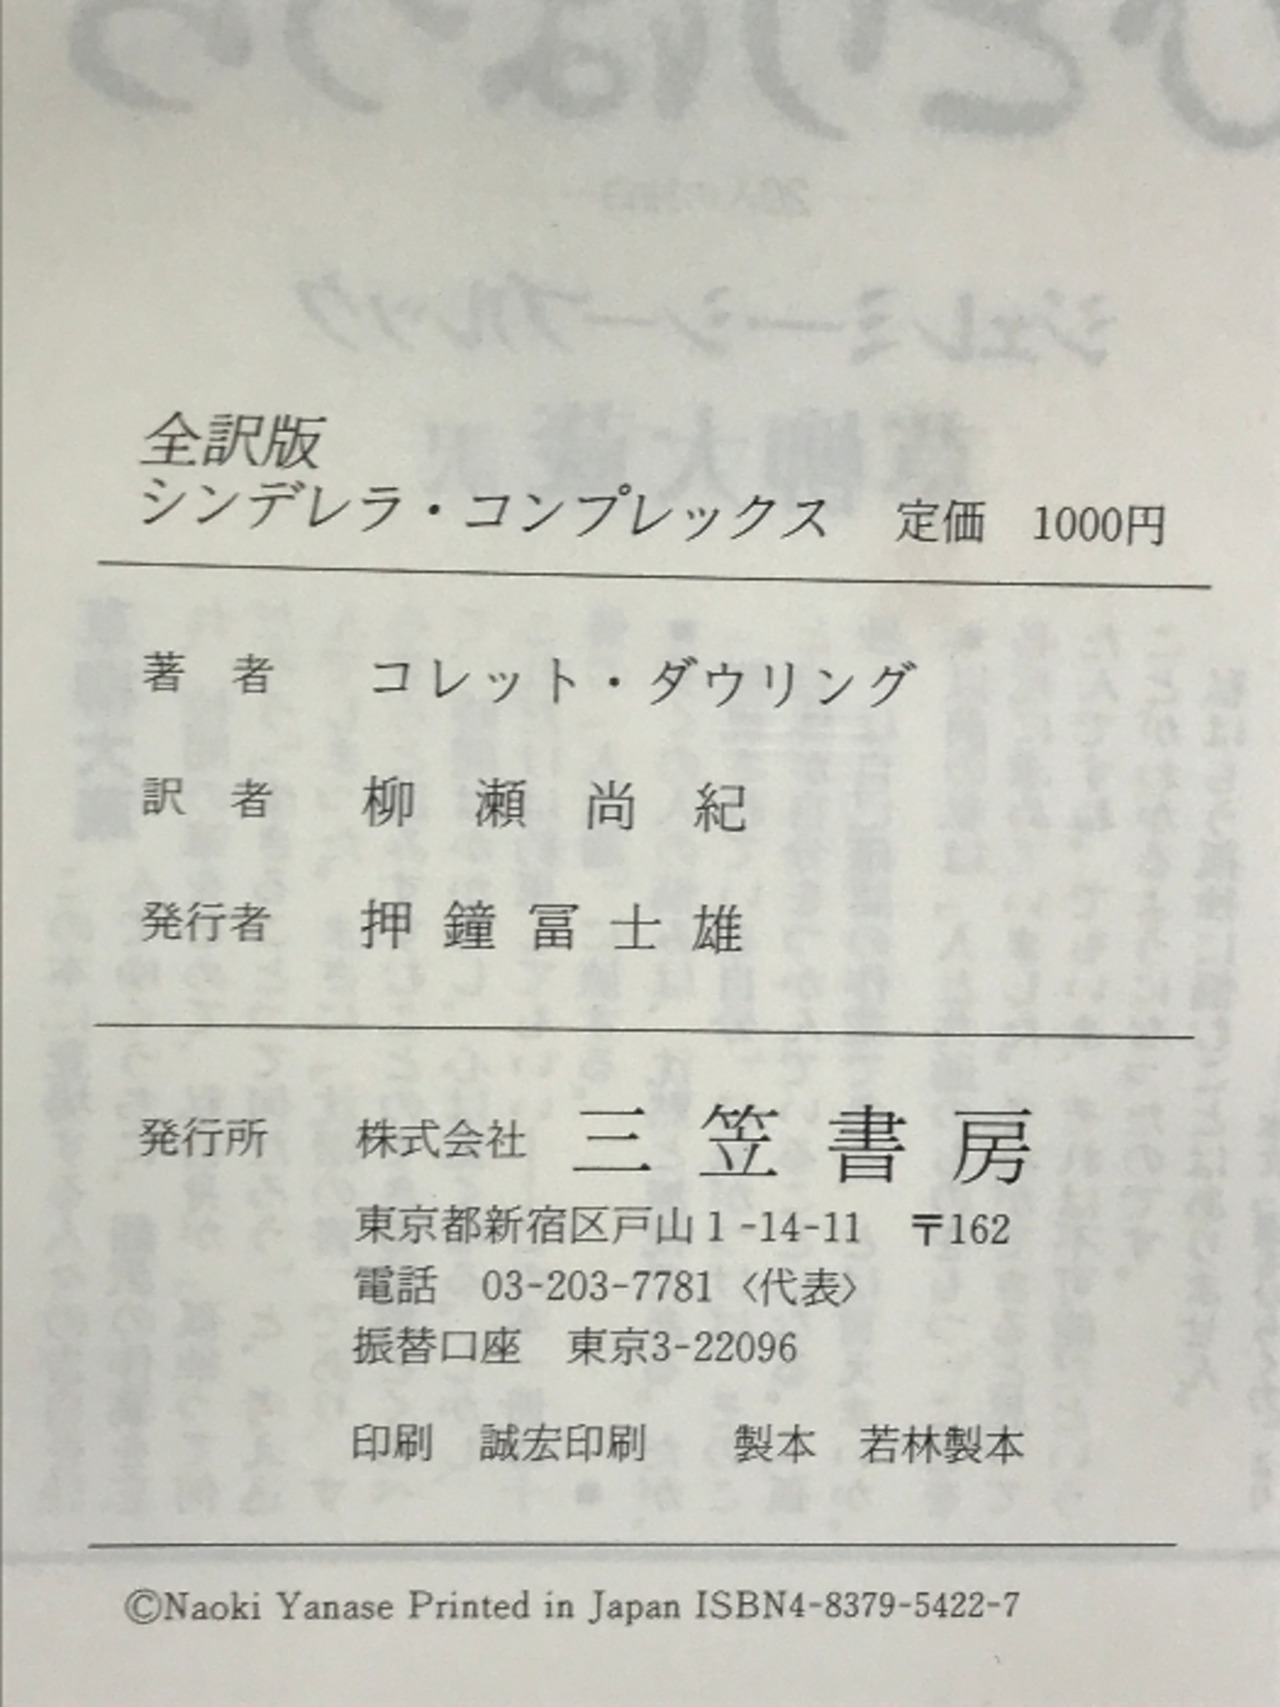 全訳版
シンデレラ・コンプレックス 定価 1000円
著 者 コレット・ダウリング
訳 者 柳瀬尚紀
発行者 押鐘冨士雄
発行所 株式会社 三笠書房
東京都新宿区戸山1-14-11 〒162
電話 03-203-7781〈代表〉
振替口座 東京3-22096
印刷 誠宏印刷 製本 若林製本
©Naoki Yanase Printed in Japan ISBN4-8379-5422-7